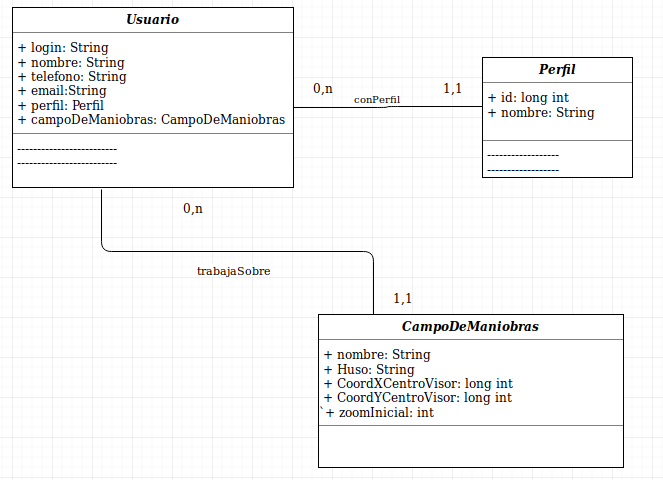 Usuario
+ login: String
+ nombre: String
+ telefono: String
+ email:String
+ perfil: Perfil
+ campoDeManiobras: CampoDeManiobras
-------------------------
-------------------------
0,n
conPerfil
1,1
Perfil
+ id: long int
+ nombre: String
------------------
------------------
0,n
trabajaSobre
1,1
CampoDeManiobras
+ nombre: String
+ Huso: String
+ CoordXCentroVisor: long int
+ CoordYCentroVisor: long int
`+ zoomInicial: int